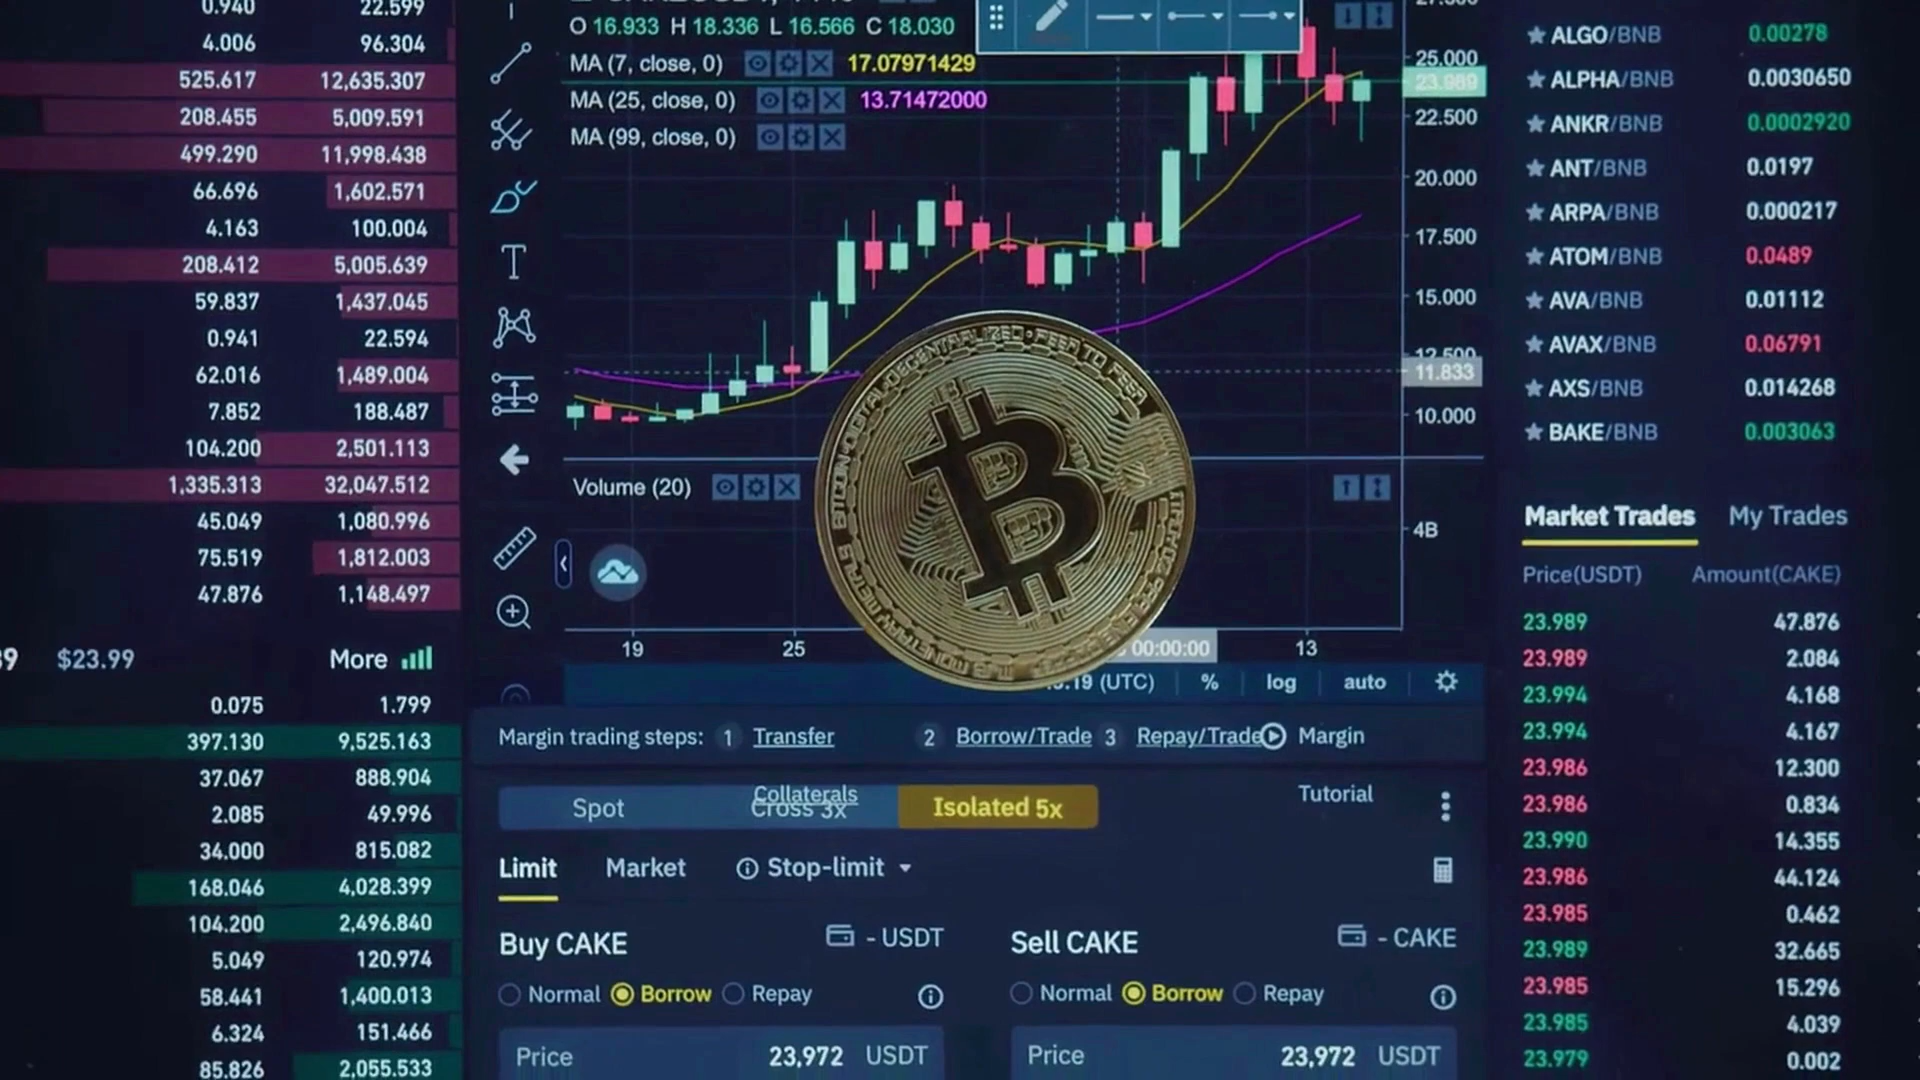 0.940 22.599
4.006 96.304
525.617 12,635.307
208.455 5,009.591
499.290 11,998.438
66.696 1,602.571
4.163 100.004
208.412 5,005.639
59.837 1,437.045
0.941 22.594
62.016 1,489.004
7.852 188.487
104.200 2,501.113
1,335.313 32,047.512
45.049 1,080.996
75.519 1,812.003
47.876 1,148.497
$23.99 More
0.075 1.799
397.130 9,525.163
37.067 888.904
2.085 49.996
34.000 815.082
168.046 4,028.399
104.200 2,496.840
5.049 120.974
58.441 1,400.013
6.324 151.466
85.826 2,055.533
O 16.933 H 18.336 L 16.566 C 18.030
MA (7, close, 0) 17.07971429
MA (25, close, 0) 13.71472000
MA (99, close, 0)
25.000
23.989
22.500
20.000
17.500
15.000
12.500
11.833
10.000
Volume (20)
4B
19 25 00:00:00 13
(UTC) % log auto
DECENTRALIZED • PEER TO PEER
BITCOIN • DIGITAL
B
Margin trading steps: 1 Transfer 2 Borrow/Trade 3 Repay/Trade Margin
Collaterals Tutorial
Spot Cross 3x Isolated 5x
Limit Market Stop-limit
Buy CAKE - USDT Sell CAKE - CAKE
Normal Borrow Repay Normal Borrow Repay
Price 23,972 USDT Price 23,972 USDT
ALGO/BNB 0.00278
ALPHA/BNB 0.0030650
ANKR/BNB 0.0002920
ANT/BNB 0.0197
ARPA/BNB 0.000217
ATOM/BNB 0.0489
AVA/BNB 0.01112
AVAX/BNB 0.06791
AXS/BNB 0.014268
BAKE/BNB 0.003063
Market Trades My Trades
Price(USDT) Amount(CAKE)
23.989 47.876
23.989 2.084
23.994 4.168
23.994 4.167
23.986 12.300
23.986 0.834
23.990 14.355
23.986 44.124
23.985 0.462
23.989 32.665
23.985 15.296
23.985 4.039
23.979 0.002